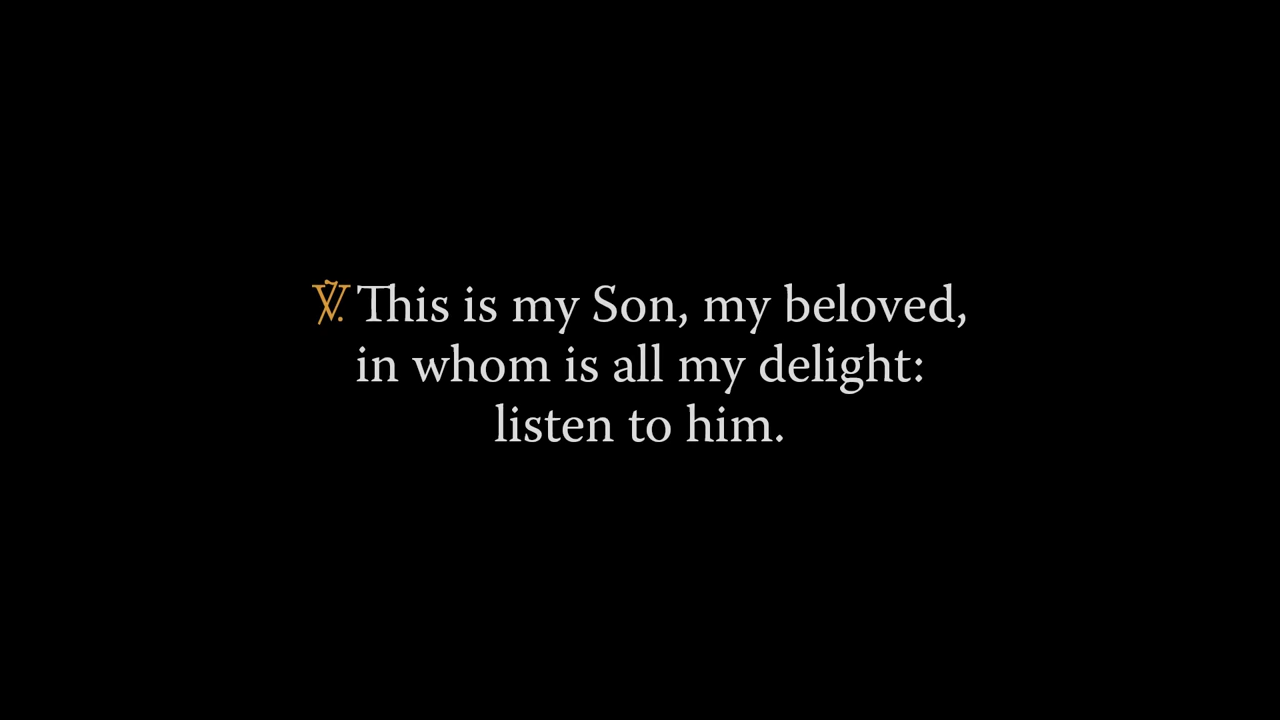 ℣. This is my Son, my beloved,
in whom is all my delight:
listen to him.